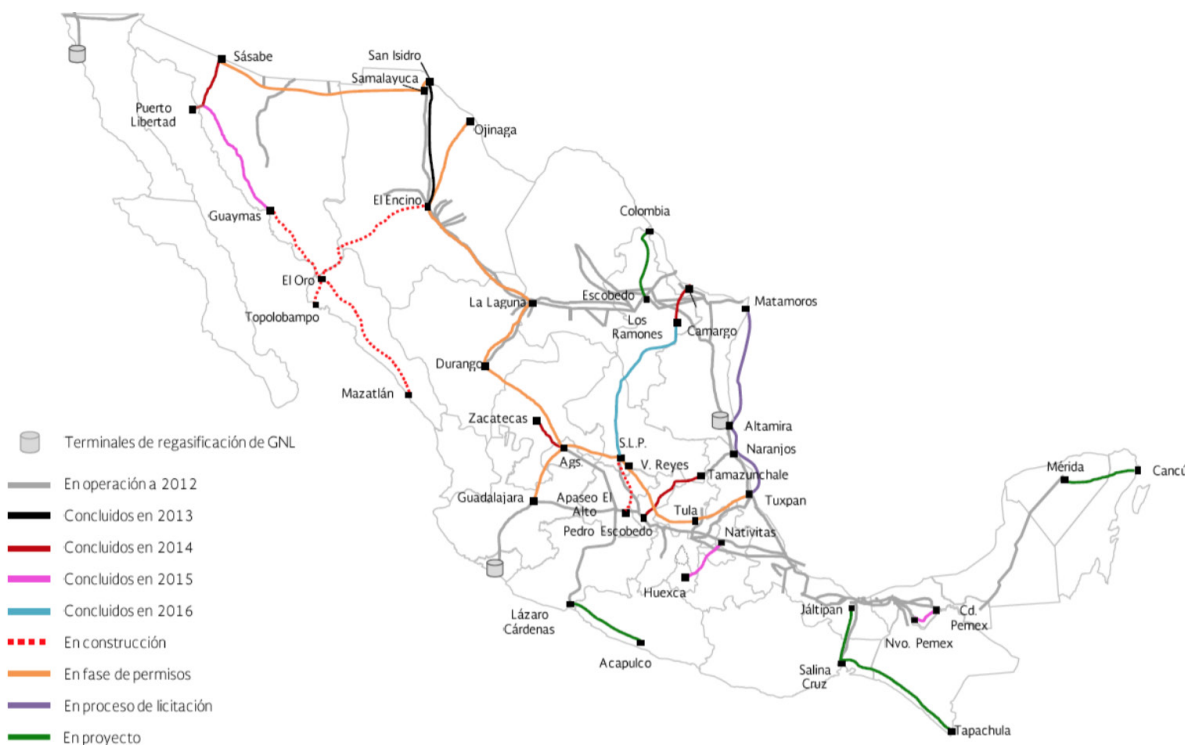 San Isidro
Sásabe
Samalayuca
Puerto
Libertad
Ojinaga
El Encino
Guaymas
Colombia
El Oro
La Laguna
Escobedo
Matamoros
Topolobampo
Los
Ramones
Camargo
Durango
Mazatlán
Zacatecas
Altamira
Terminales de regasificación de GNL
S.L.P.
Naranjos
Ags.
V. Reyes
Tamazunchale
Mérida
Cancú
En operación a 2012
Guadalajara
Apaseo El
Alto
Tuxpan
Concluidos en 2013
Tula
Pedro Escobedo
Nativitas
Concluidos en 2014
Concluidos en 2015
Huexca
Concluidos en 2016
Lázaro
Cárdenas
Jáltipan
Cd.
Pemex
En construcción
Nvo. Pemex
Acapulco
En fase de permisos
Salina
Cruz
En proceso de licitación
Tapachula
En proyecto